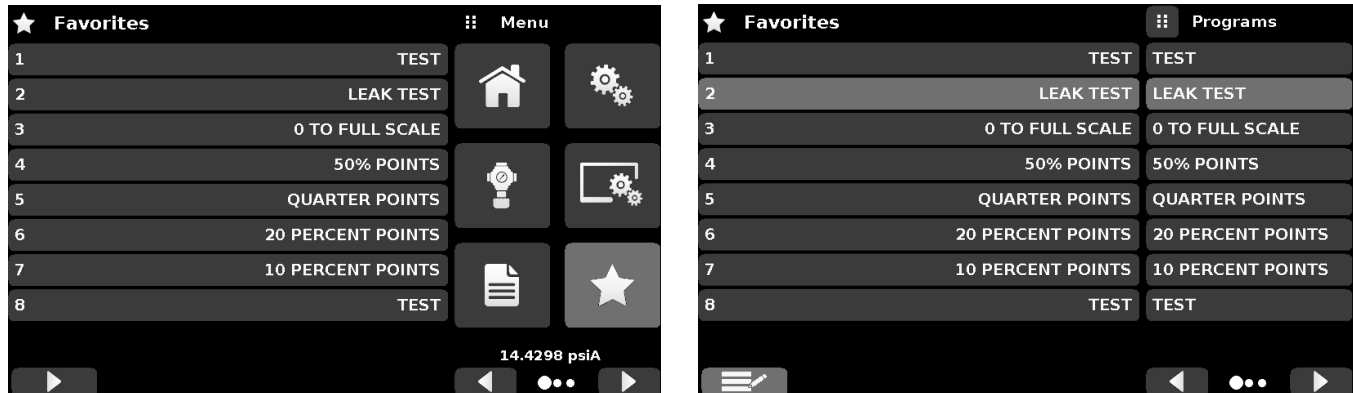 Favorites Menu
1 TEST
2 LEAK TEST
3 0 TO FULL SCALE
4 50% POINTS
5 QUARTER POINTS
6 20 PERCENT POINTS
7 10 PERCENT POINTS
8 TEST
14.4298 psiA
Favorites Programs
1 TEST TEST
2 LEAK TEST LEAK TEST
3 0 TO FULL SCALE 0 TO FULL SCALE
4 50% POINTS 50% POINTS
5 QUARTER POINTS QUARTER POINTS
6 20 PERCENT POINTS 20 PERCENT POINTS
7 10 PERCENT POINTS 10 PERCENT POINTS
8 TEST TEST